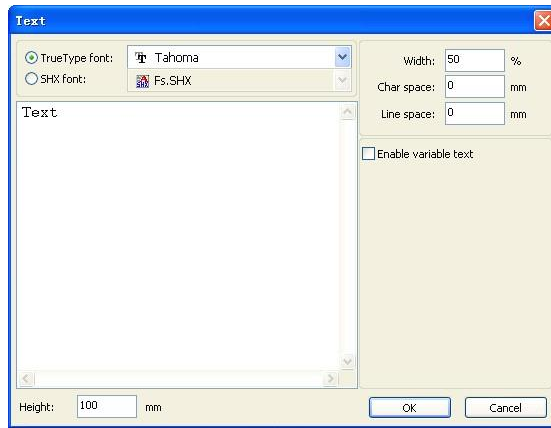 Text
TrueType font: Tahoma
SHX font: Fs.SHX
Width: 50 %
Char space: 0 mm
Line space: 0 mm
Text
Enable variable text
Height: 100 mm
OK Cancel